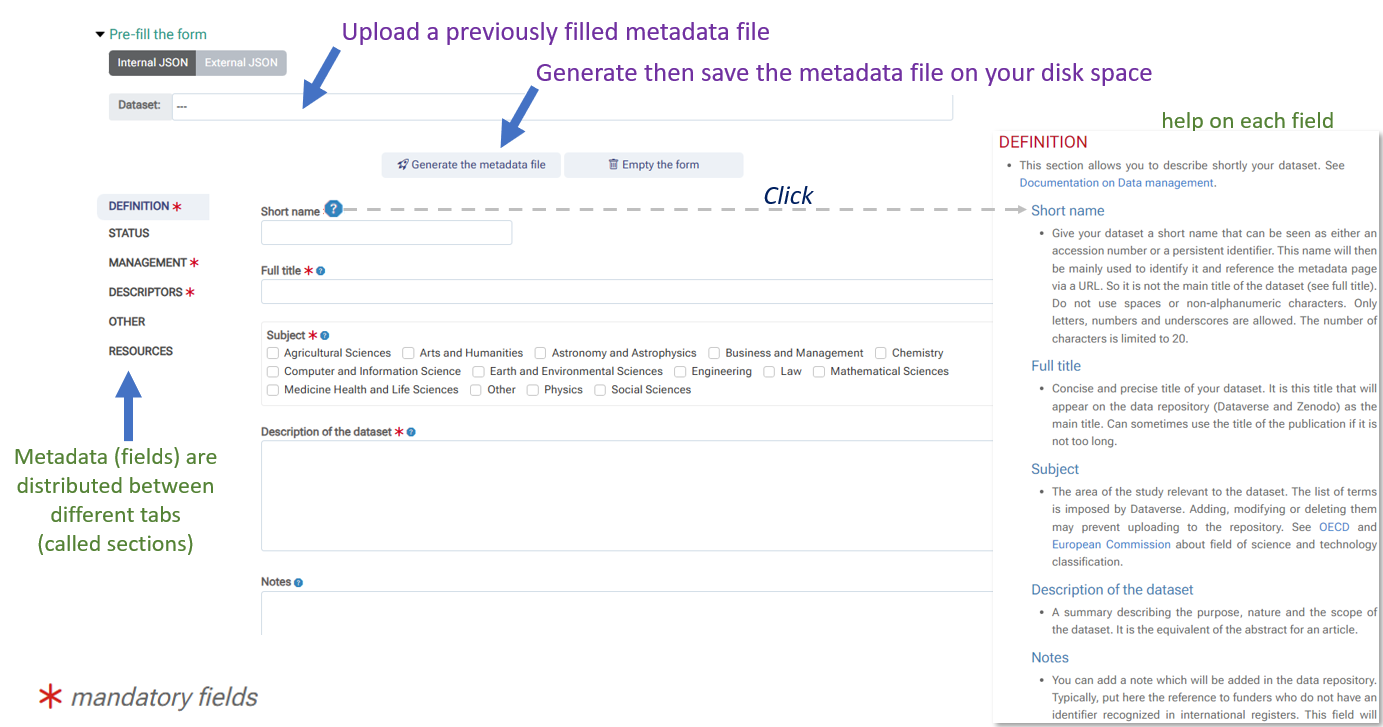 Pre-fill the form
Upload a previously filled metadata file
Internal JSON External JSON
Generate then save the metadata file on your disk space
Dataset: ---
Generate the metadata file Empty the form
DEFINITION *
STATUS
MANAGEMENT *
DESCRIPTORS *
OTHER
RESOURCES
Metadata (fields) are
distributed between
different tabs
(called sections)
Short name ?
Click
Full title * ?
Subject * ?
Agricultural Sciences Arts and Humanities Astronomy and Astrophysics Business and Management Chemistry
Computer and Information Science Earth and Environmental Sciences Engineering Law Mathematical Sciences
Medicine Health and Life Sciences Other Physics Social Sciences
Description of the dataset * ?
Notes ?
* mandatory fields
help on each field
DEFINITION
• This section allows you to describe shortly your dataset. See
Documentation on Data management.
Short name
• Give your dataset a short name that can be seen as either an
accession number or a persistent identifier. This name will then
be mainly used to identify it and reference the metadata page
via a URL. So it is not the main title of the dataset (see full title).
Do not use spaces or non-alphanumeric characters. Only
letters, numbers and underscores are allowed. The number of
characters is limited to 20.
Full title
• Concise and precise title of your dataset. It is this title that will
appear on the data repository (Dataverse and Zenodo) as the
main title. Can sometimes use the title of the publication if it is
not too long.
Subject
• The area of the study relevant to the dataset. The list of terms
is imposed by Dataverse. Adding, modifying or deleting them
may prevent uploading to the repository. See OECD and
European Commission about field of science and technology
classification.
Description of the dataset
• A summary describing the purpose, nature and the scope of
the dataset. It is the equivalent of the abstract for an article.
Notes
• You can add a note which will be added in the data repository.
Typically, put here the reference to funders who do not have an
identifier recognized in international registers. This field will